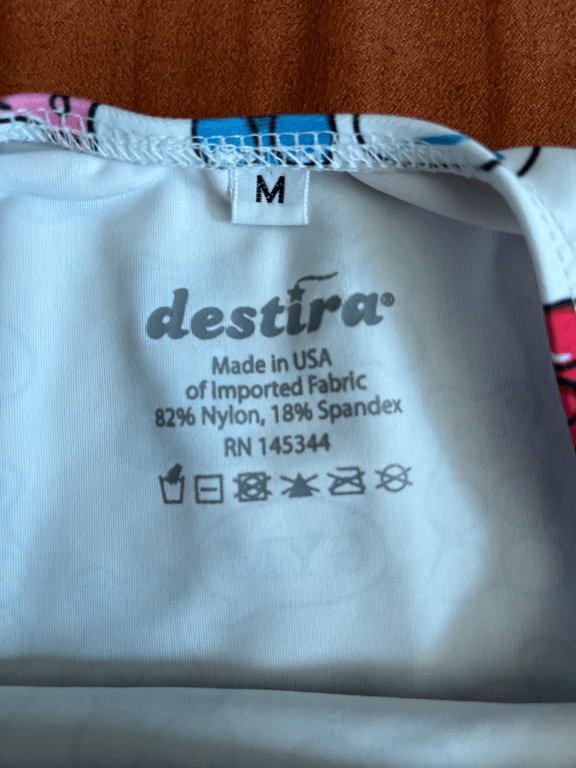 M
destira®
Made in USA
of Imported Fabric
82% Nylon, 18% Spandex
RN 145344